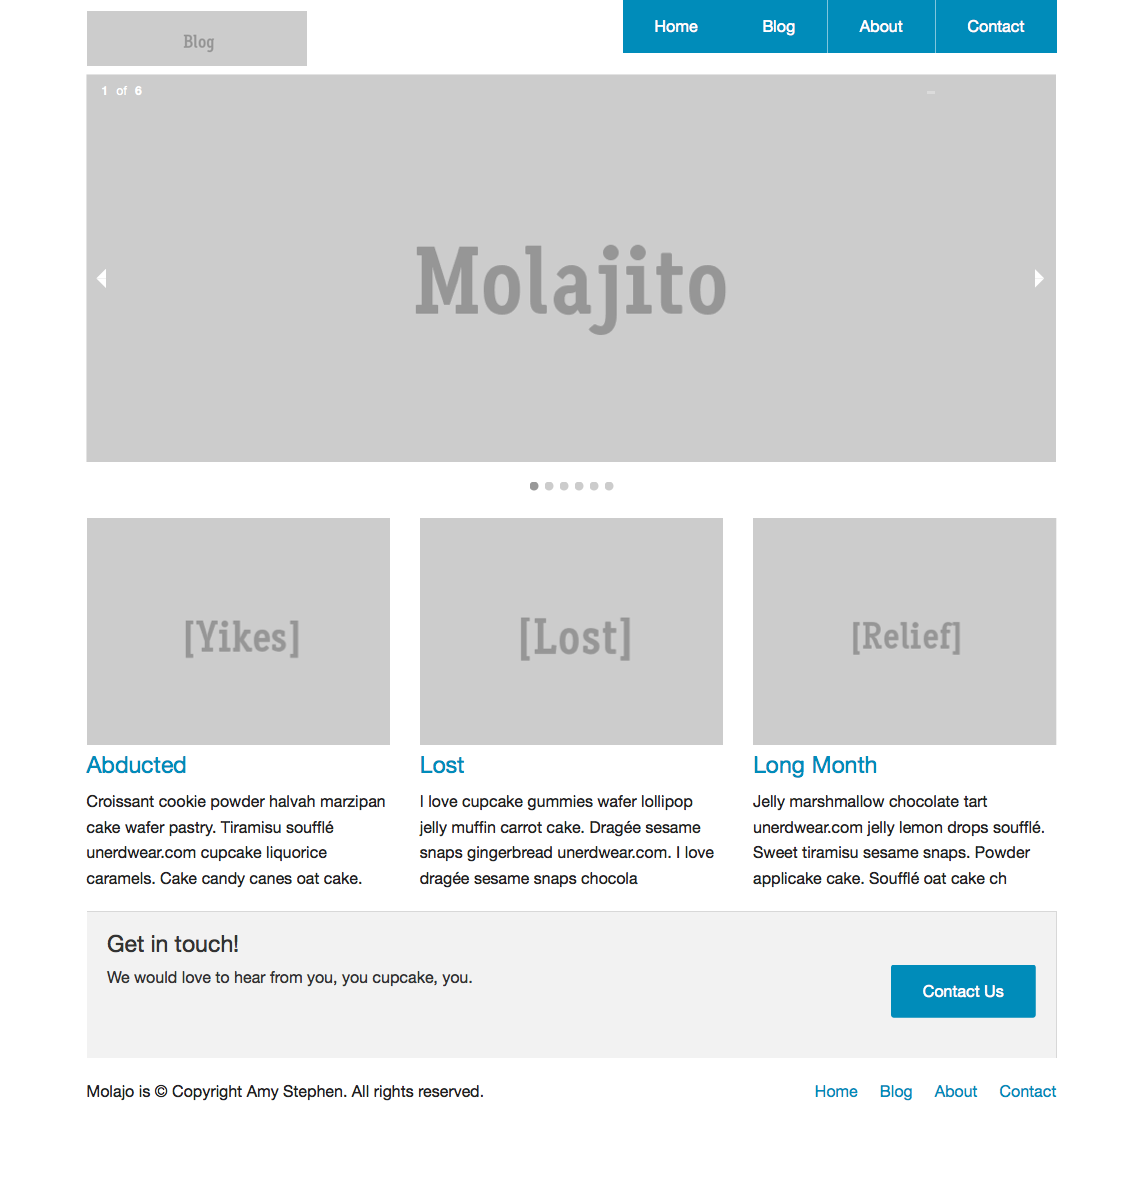 Blog
Home Blog About Contact
1 of 6
Molajito
[Yikes]
[Lost]
[Relief]
Abducted
Croissant cookie powder halvah marzipan
cake wafer pastry. Tiramisu soufflé
unerdwear.com cupcake liquorice
caramels. Cake candy canes oat cake.
Lost
I love cupcake gummies wafer lollipop
jelly muffin carrot cake. Dragée sesame
snaps gingerbread unerdwear.com. I love
dragée sesame snaps chocola
Long Month
Jelly marshmallow chocolate tart
unerdwear.com jelly lemon drops soufflé.
Sweet tiramisu sesame snaps. Powder
applicake cake. Soufflé oat cake ch
Get in touch!
We would love to hear from you, you cupcake, you.
Contact Us
Molajo is © Copyright Amy Stephen. All rights reserved.
Home Blog About Contact